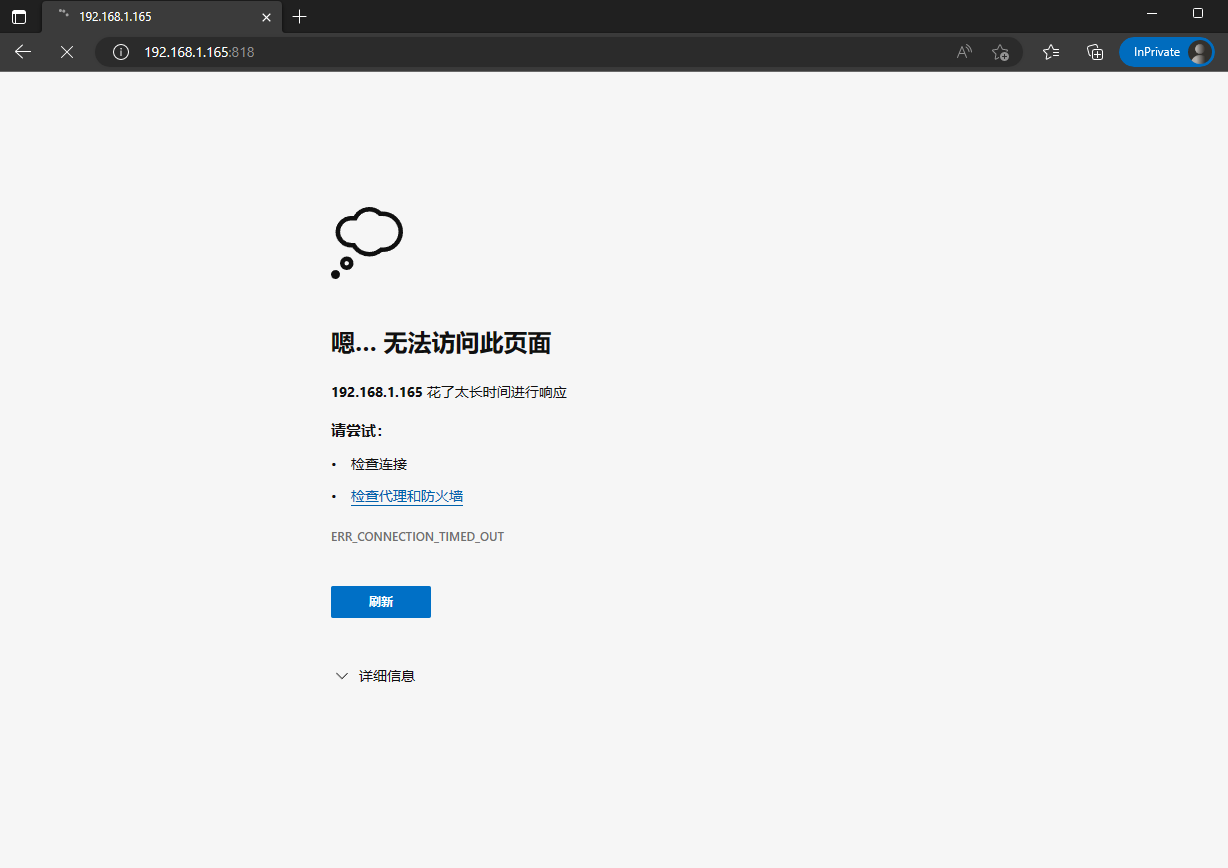 192.168.1.165
192.168.1.165:818
InPrivate
嗯… 无法访问此页面
192.168.1.165 花了太长时间进行响应
请尝试：
• 检查连接
• 检查代理和防火墙
ERR_CONNECTION_TIMED_OUT
刷新
详细信息